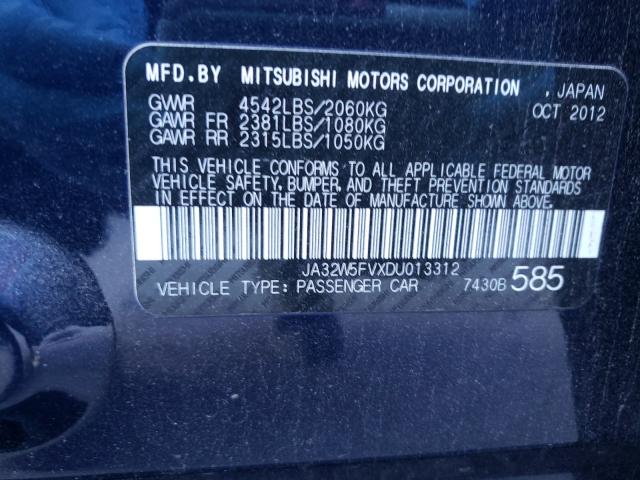 MFD.BY MITSUBISHI MOTORS CORPORATION , JAPAN
GVWR 4542LBS/2060KG OCT 2012
GAWR FR 2381LBS/1080KG
GAWR RR 2315LBS/1050KG
THIS VEHICLE CONFORMS TO ALL APPLICABLE FEDERAL MOTOR
VEHICLE SAFETY, BUMPER, AND THEFT PREVENTION STANDARDS
IN EFFECT ON THE DATE OF MANUFACTURE SHOWN ABOVE.
JA32W5FVXDU013312
VEHICLE TYPE: PASSENGER CAR 7430B 585